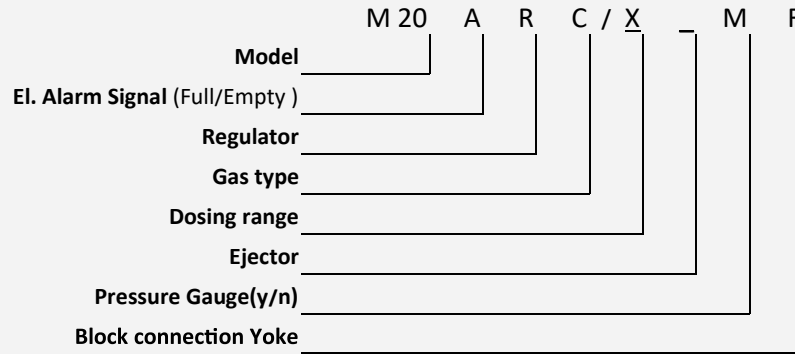 M 20 A R C / X _ M
Model
El. Alarm Signal (Full/Empty )
Regulator
Gas type
Dosing range
Ejector
Pressure Gauge(y/n)
Block connection Yoke